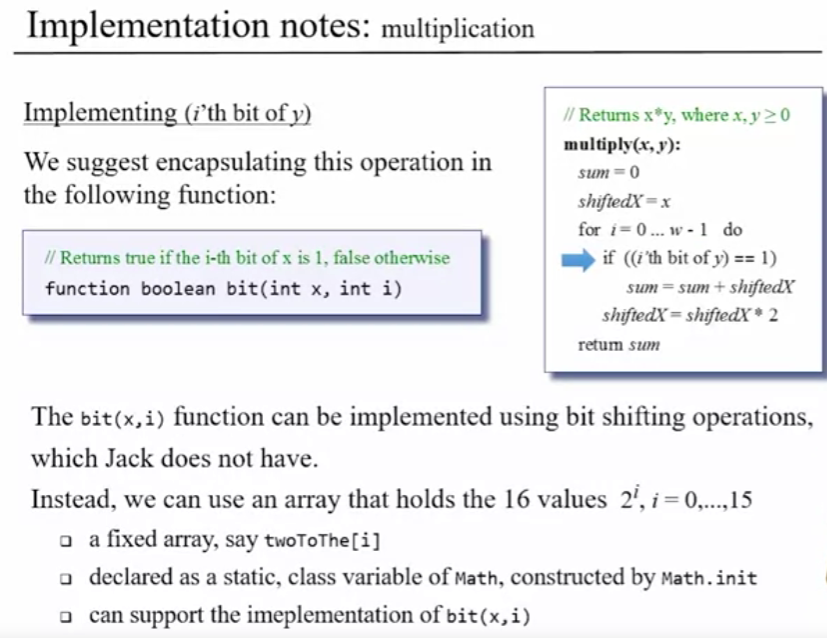 Implementation notes: multiplication
Implementing (i’th bit of y)
We suggest encapsulating this operation in
the following function:
// Returns true if the i-th bit of x is 1, false otherwise
function boolean bit(int x, int i)
// Returns x*y, where x, y ≥ 0
multiply(x, y):
sum = 0
shiftedX = x
for i = 0 ... w - 1 do
if ((i’th bit of y) == 1)
sum = sum + shiftedX
shiftedX = shiftedX * 2
return sum
The bit(x,i) function can be implemented using bit shifting operations,
which Jack does not have.
Instead, we can use an array that holds the 16 values 2^i, i = 0,...,15
❑ a fixed array, say twoToThe[i]
❑ declared as a static, class variable of Math, constructed by Math.init
❑ can support the imeplementation of bit(x,i)